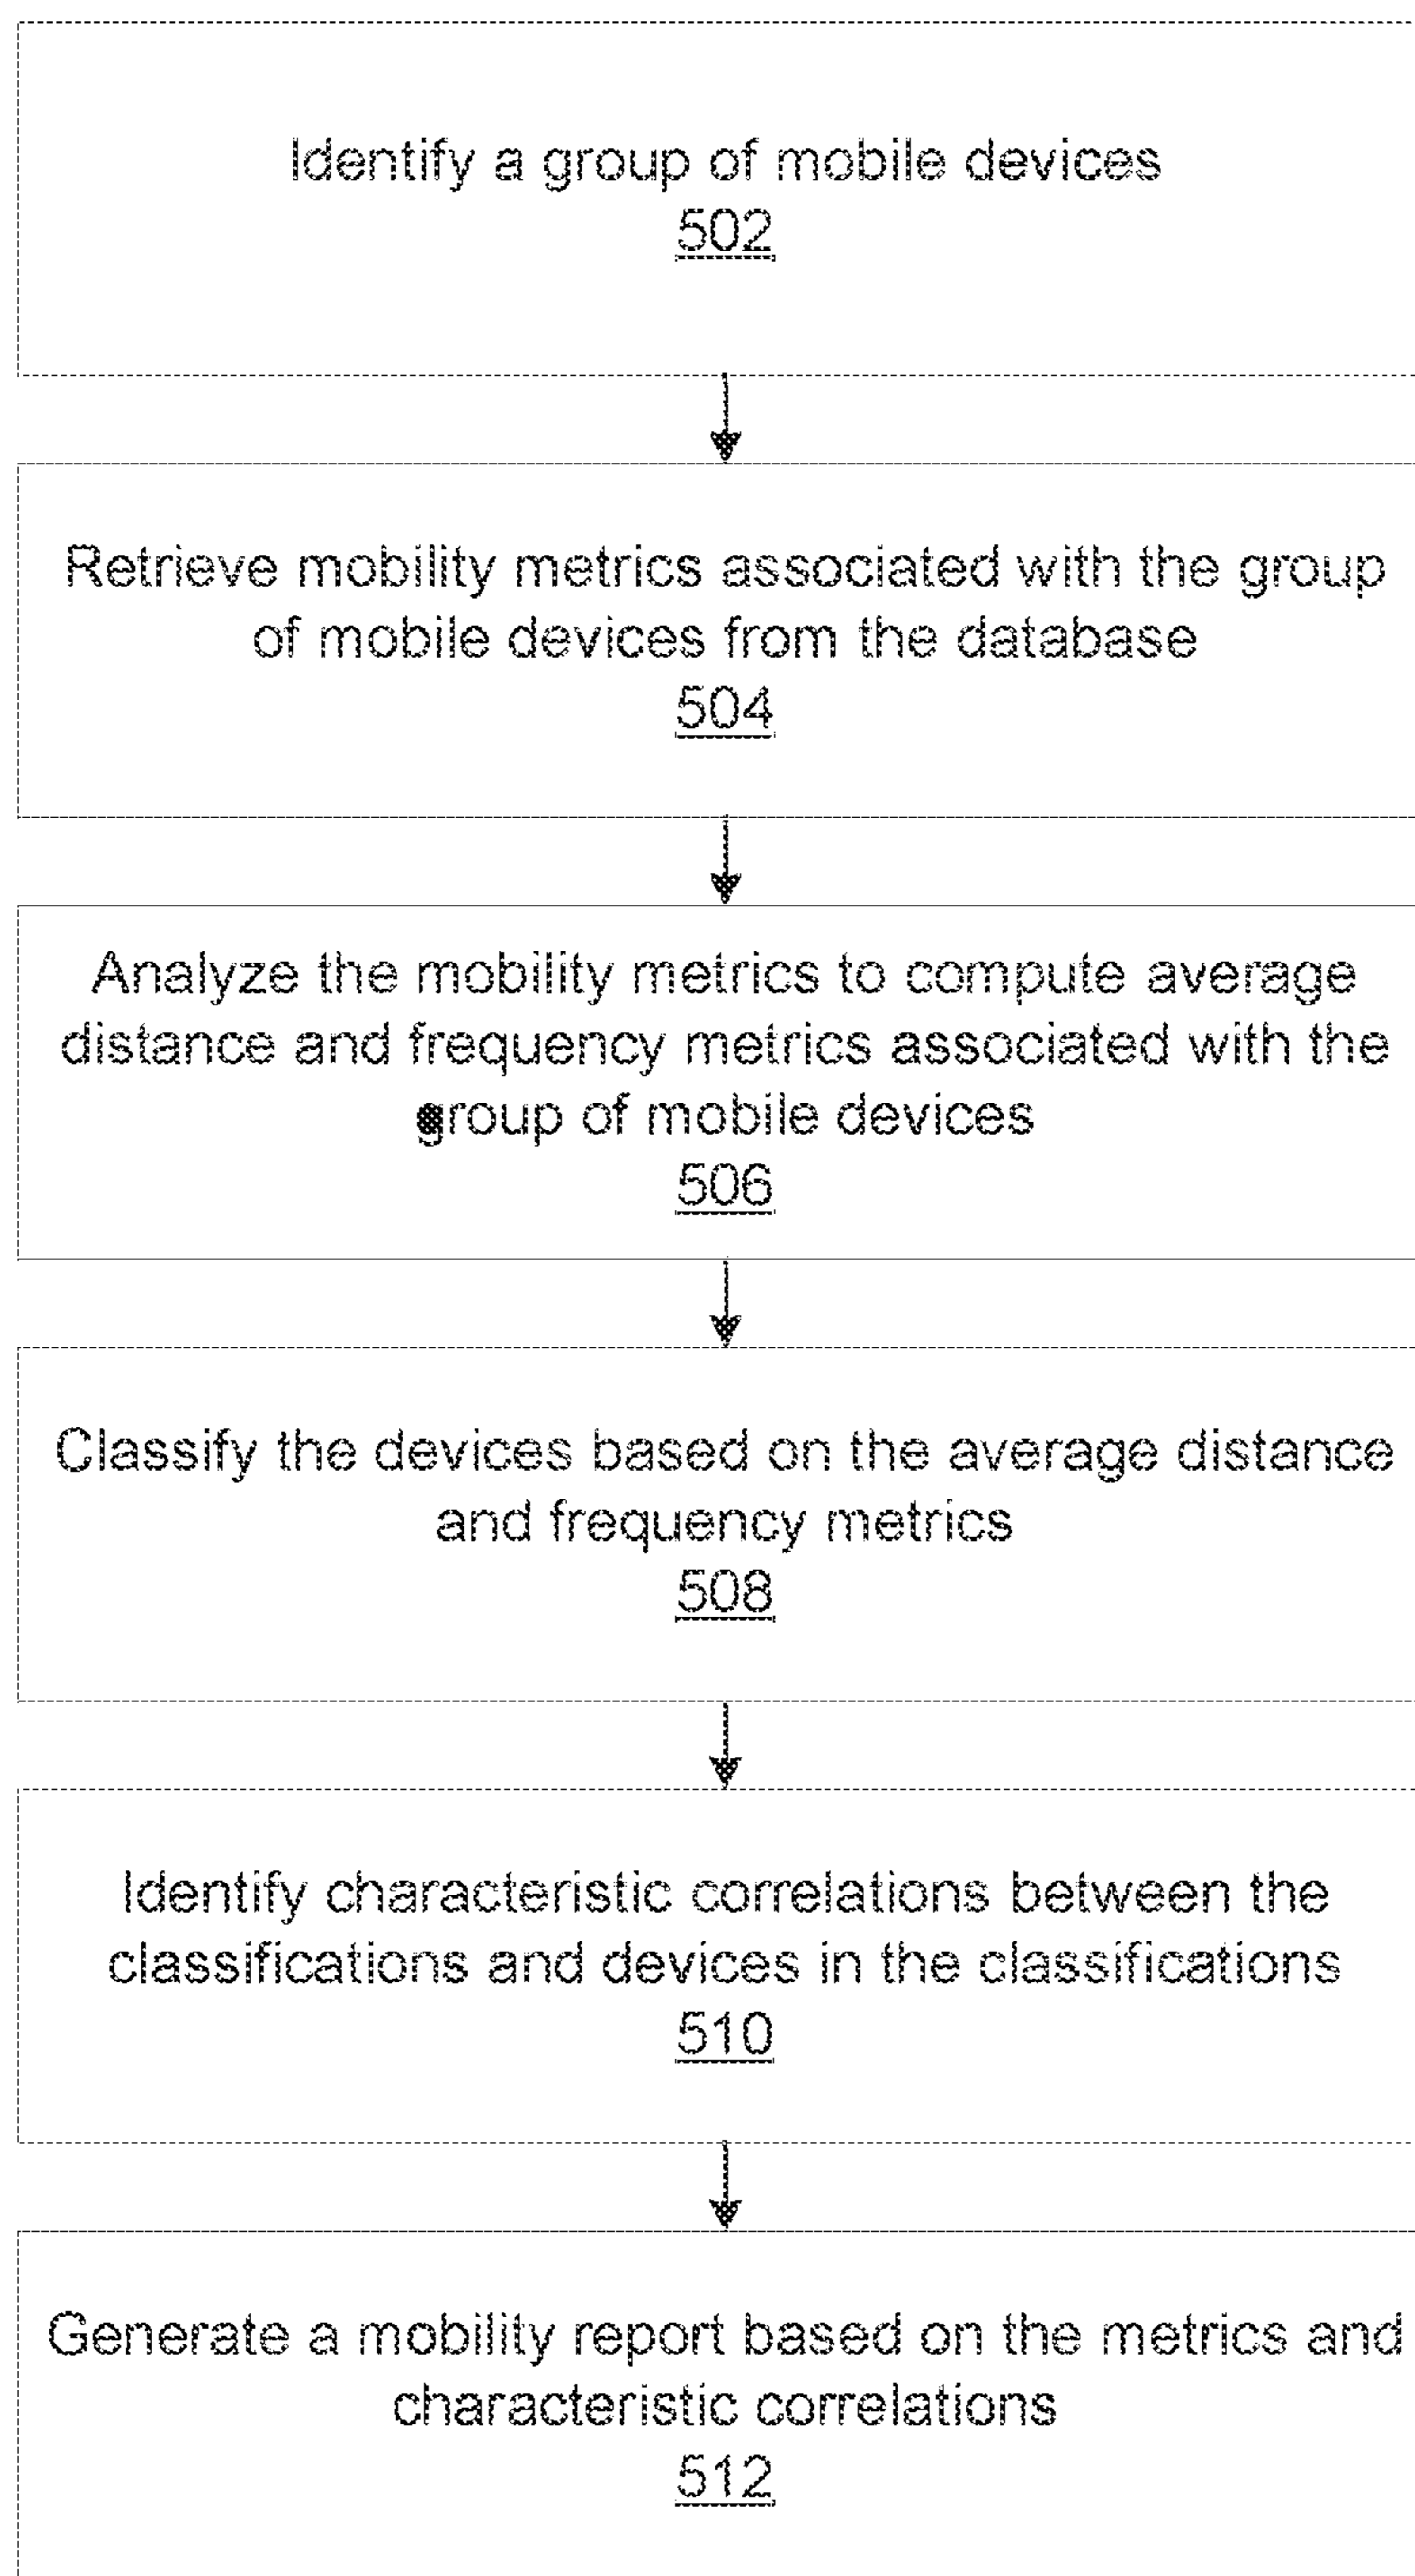 Identify a group of mobile devices
502
Retrieve mobility metrics associated with the group
of mobile devices from the database
504
Analyze the mobility metrics to compute average
distance and frequency metrics associated with the
group of mobile devices
506
Classify the devices based on the average distance
and frequency metrics
508
Identify characteristic correlations between the
classifications and devices in the classifications
510
Generate a mobility report based on the metrics and
characteristic correlations
512